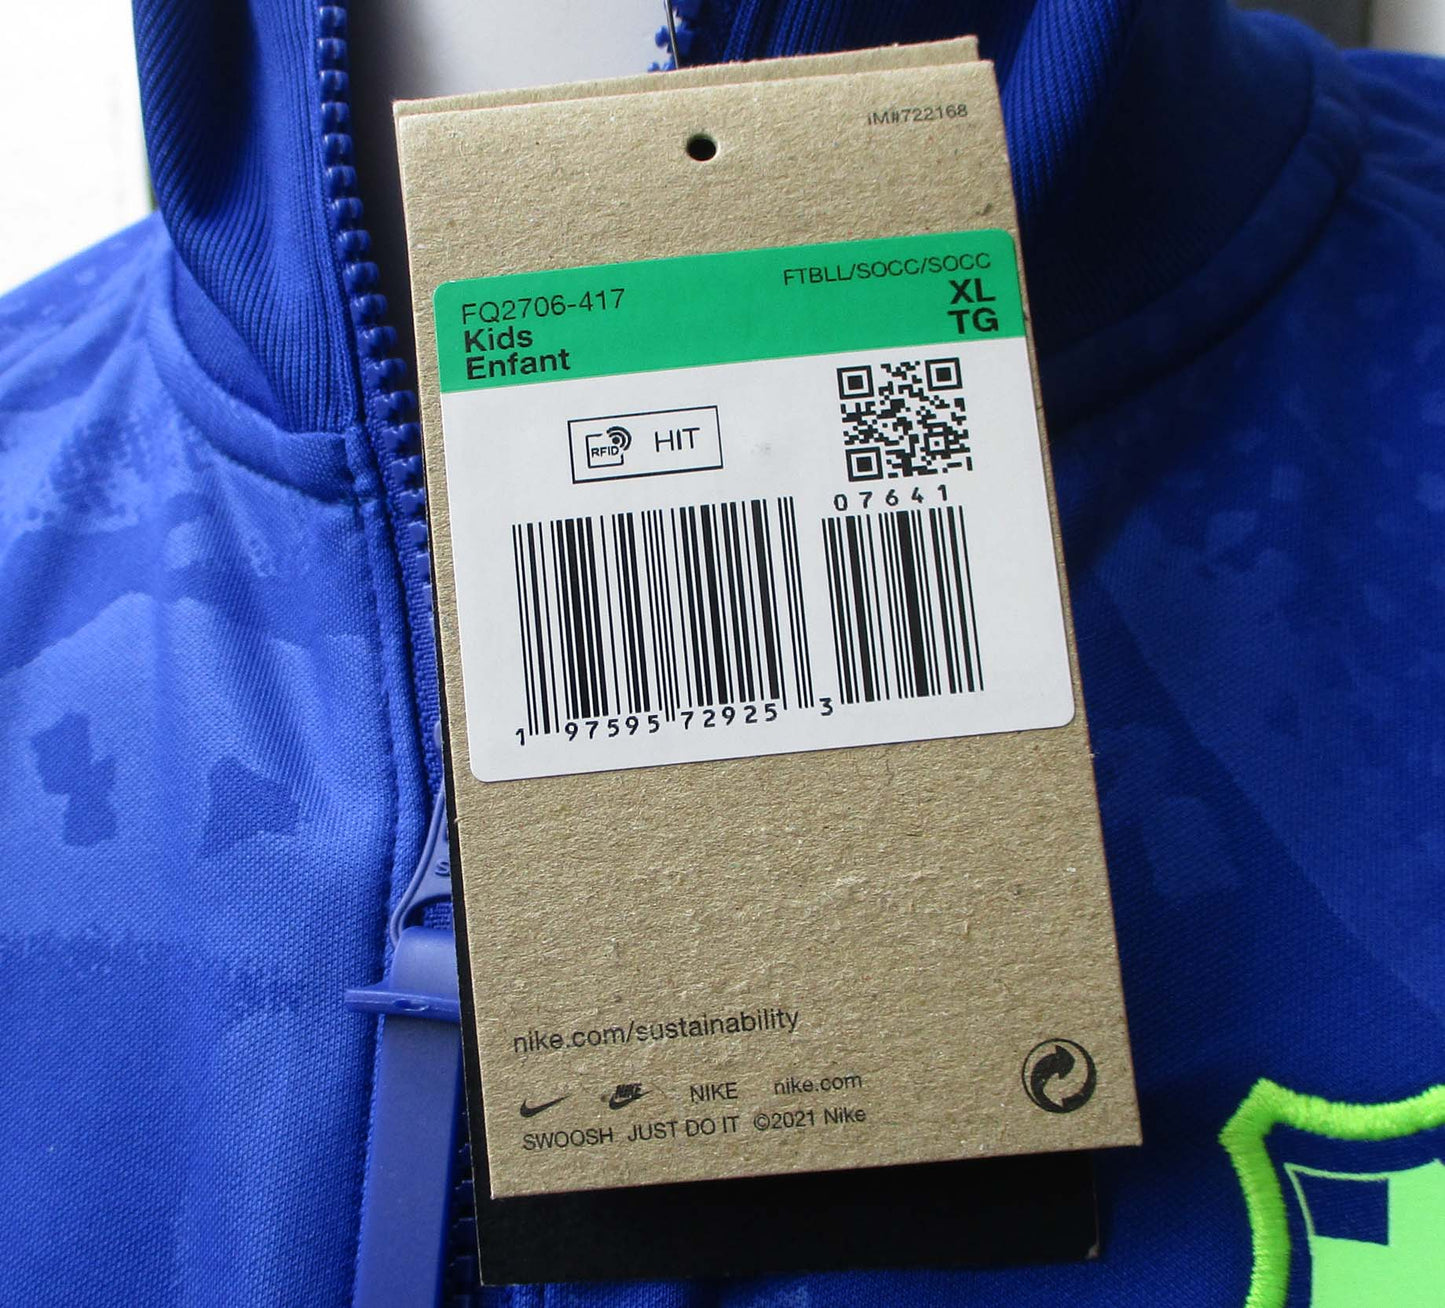 iM#722168
FTBLL/SOCC/SOCC
FQ2706-417
XL
Kids
TG
Enfant
RFID HIT
07641
1 97595 72925 3
nike.com/sustainability
NIKE NIKE nike.com
SWOOSH JUST DO IT ©2021 Nike